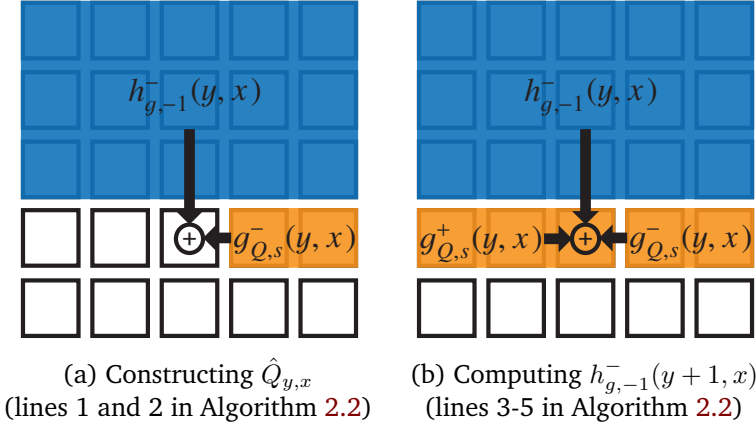 h⁻_{g,−1}(y, x) h⁻_{g,−1}(y, x)
+ g⁻_{Q,s}(y, x) g⁺_{Q,s}(y, x) + g⁻_{Q,s}(y, x)
(a) Constructing Q̂_{y,x}
(lines 1 and 2 in Algorithm 2.2)
(b) Computing h⁻_{g,−1}(y + 1, x)
(lines 3-5 in Algorithm 2.2)